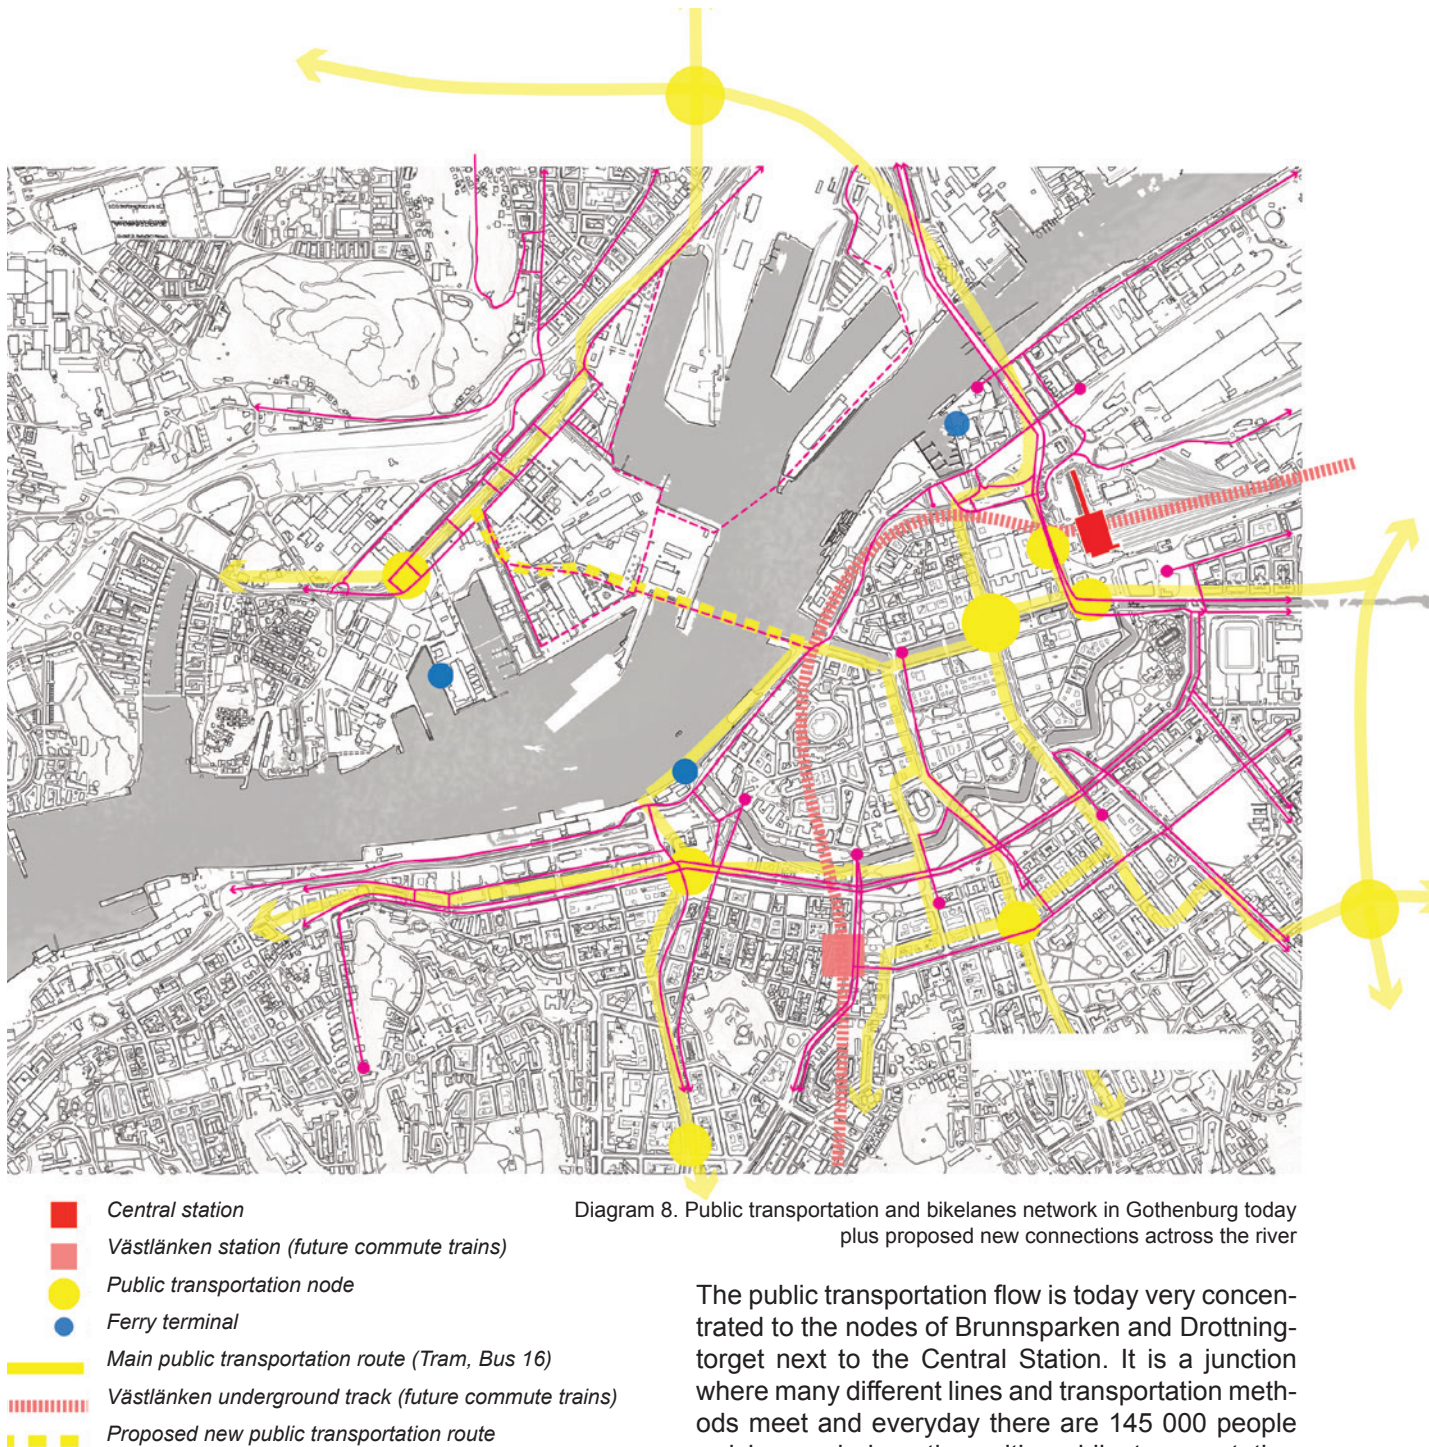 Central station
Västlänken station (future commute trains)
Public transportation node
Ferry terminal
Main public transportation route (Tram, Bus 16)
Västlänken underground track (future commute trains)
Proposed new public transportation route
Diagram 8. Public transportation and bikelanes network in Gothenburg today
plus proposed new connections actross the river
The public transportation flow is today very concen-
trated to the nodes of Brunnsparken and Drottning-
torget next to the Central Station. It is a junction
where many different lines and transportation meth-
ods meet and everyday there are 145 000 people